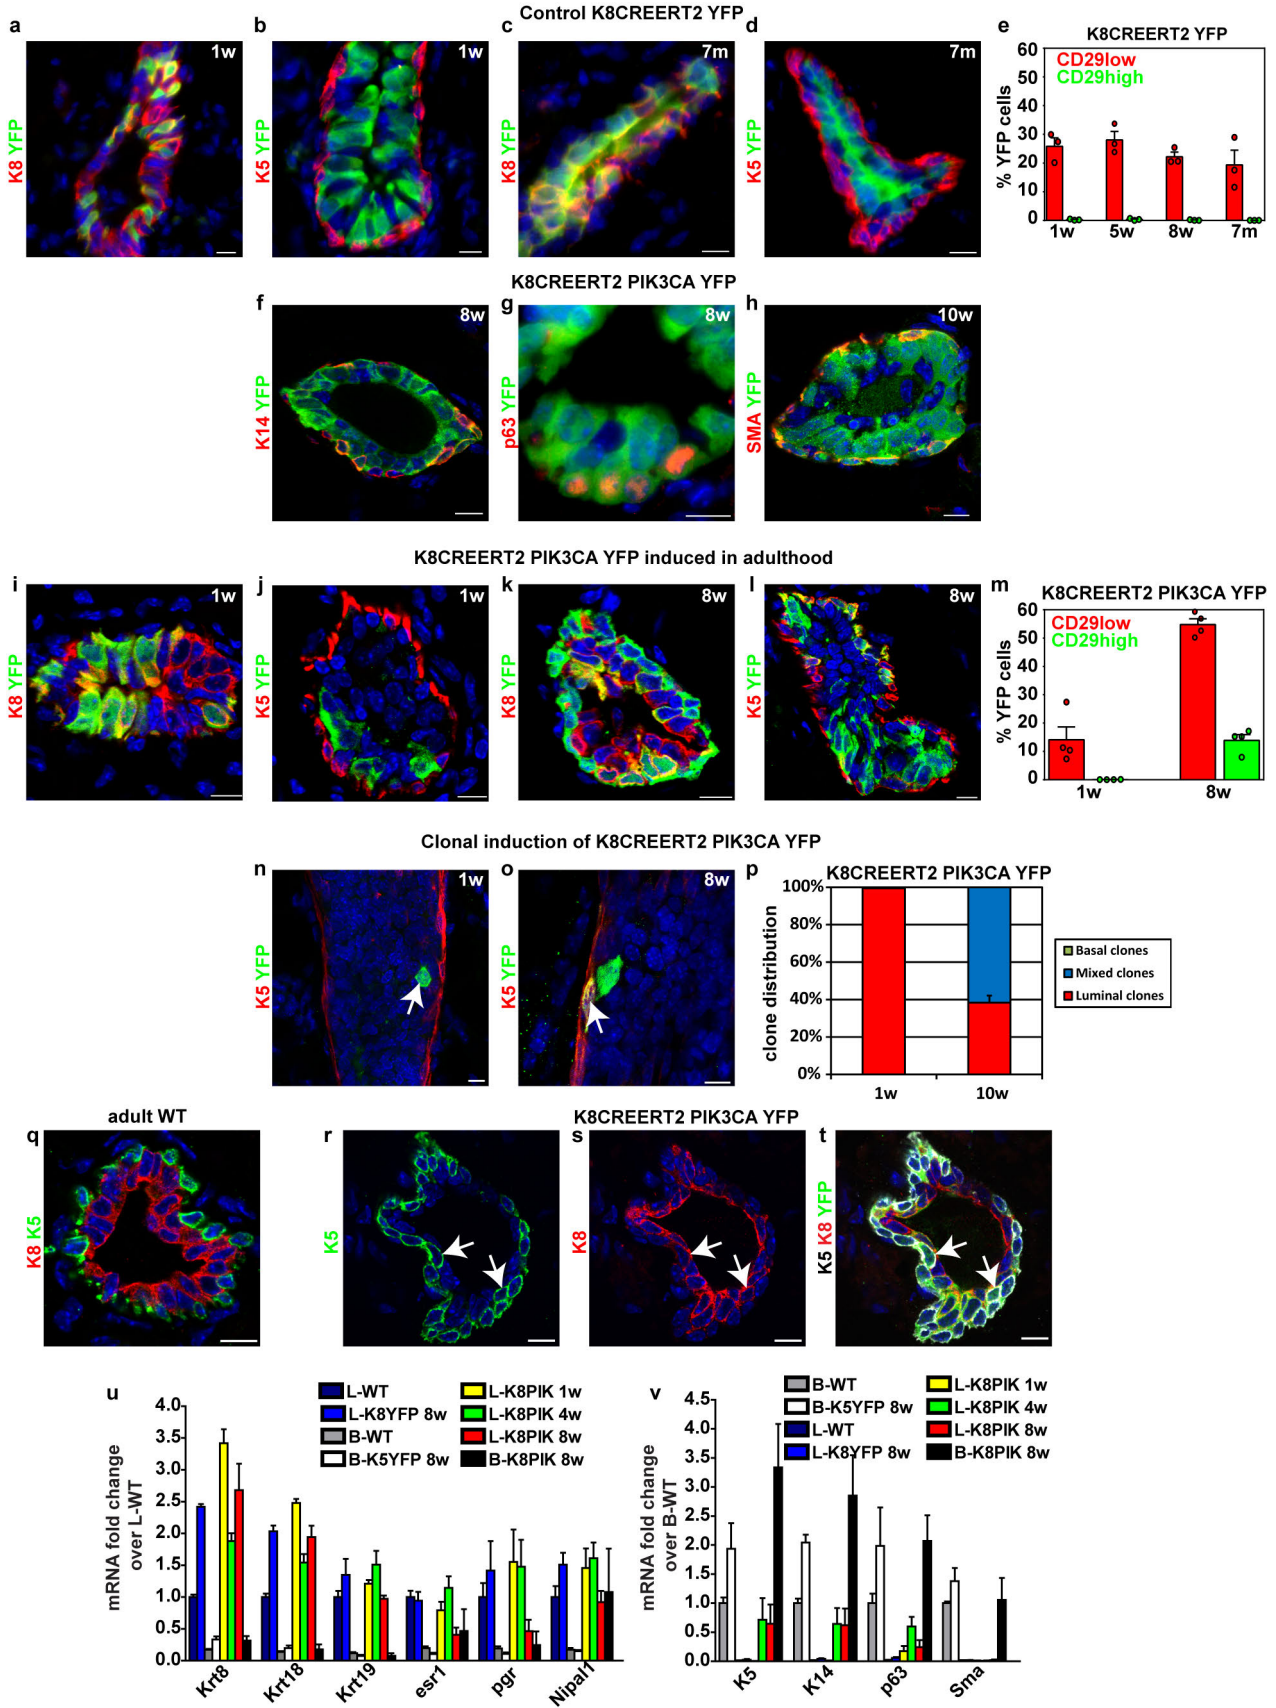 Control K8CREERT2 YFP
a
1w
K8 YFP
b
1w
K5 YFP
c
7m
K8 YFP
d
7m
K5 YFP
e
K8CREERT2 YFP
CD29low
CD29high
% YFP cells
60
50
40
30
20
10
0
1w 5w 8w 7m
K8CREERT2 PIK3CA YFP
f
8w
K14 YFP
g
8w
p63 YFP
h
10w
SMA YFP
K8CREERT2 PIK3CA YFP induced in adulthood
i
1w
K8 YFP
j
1w
K5 YFP
k
8w
K8 YFP
l
8w
K5 YFP
m
K8CREERT2 PIK3CA YFP
CD29low
CD29high
% YFP cells
60
50
40
30
20
10
0
1w 8w
Clonal induction of K8CREERT2 PIK3CA YFP
n
1w
K5 YFP
o
8w
K5 YFP
p
K8CREERT2 PIK3CA YFP
clone distribution
100%
80%
60%
40%
20%
0%
1w 10w
Basal clones
Mixed clones
Luminal clones
adult WT
q
K8 K5
K8CREERT2 PIK3CA YFP
r
K5
s
K8
t
K5 K8 YFP
u
mRNA fold change
over L-WT
4.0
3.5
3.0
2.5
2.0
1.5
1.0
0.5
0.0
L-WT
L-K8YFP 8w
B-WT
B-K5YFP 8w
L-K8PIK 1w
L-K8PIK 4w
L-K8PIK 8w
B-K8PIK 8w
Krt8 Krt18 Krt19 esr1 pgr Nipal1
v
mRNA fold change
over B-WT
4.5
4.0
3.5
3.0
2.5
2.0
1.5
1.0
0.5
0.0
B-WT
B-K5YFP 8w
L-WT
L-K8YFP 8w
L-K8PIK 1w
L-K8PIK 4w
L-K8PIK 8w
B-K8PIK 8w
K5 K14 p63 Sma